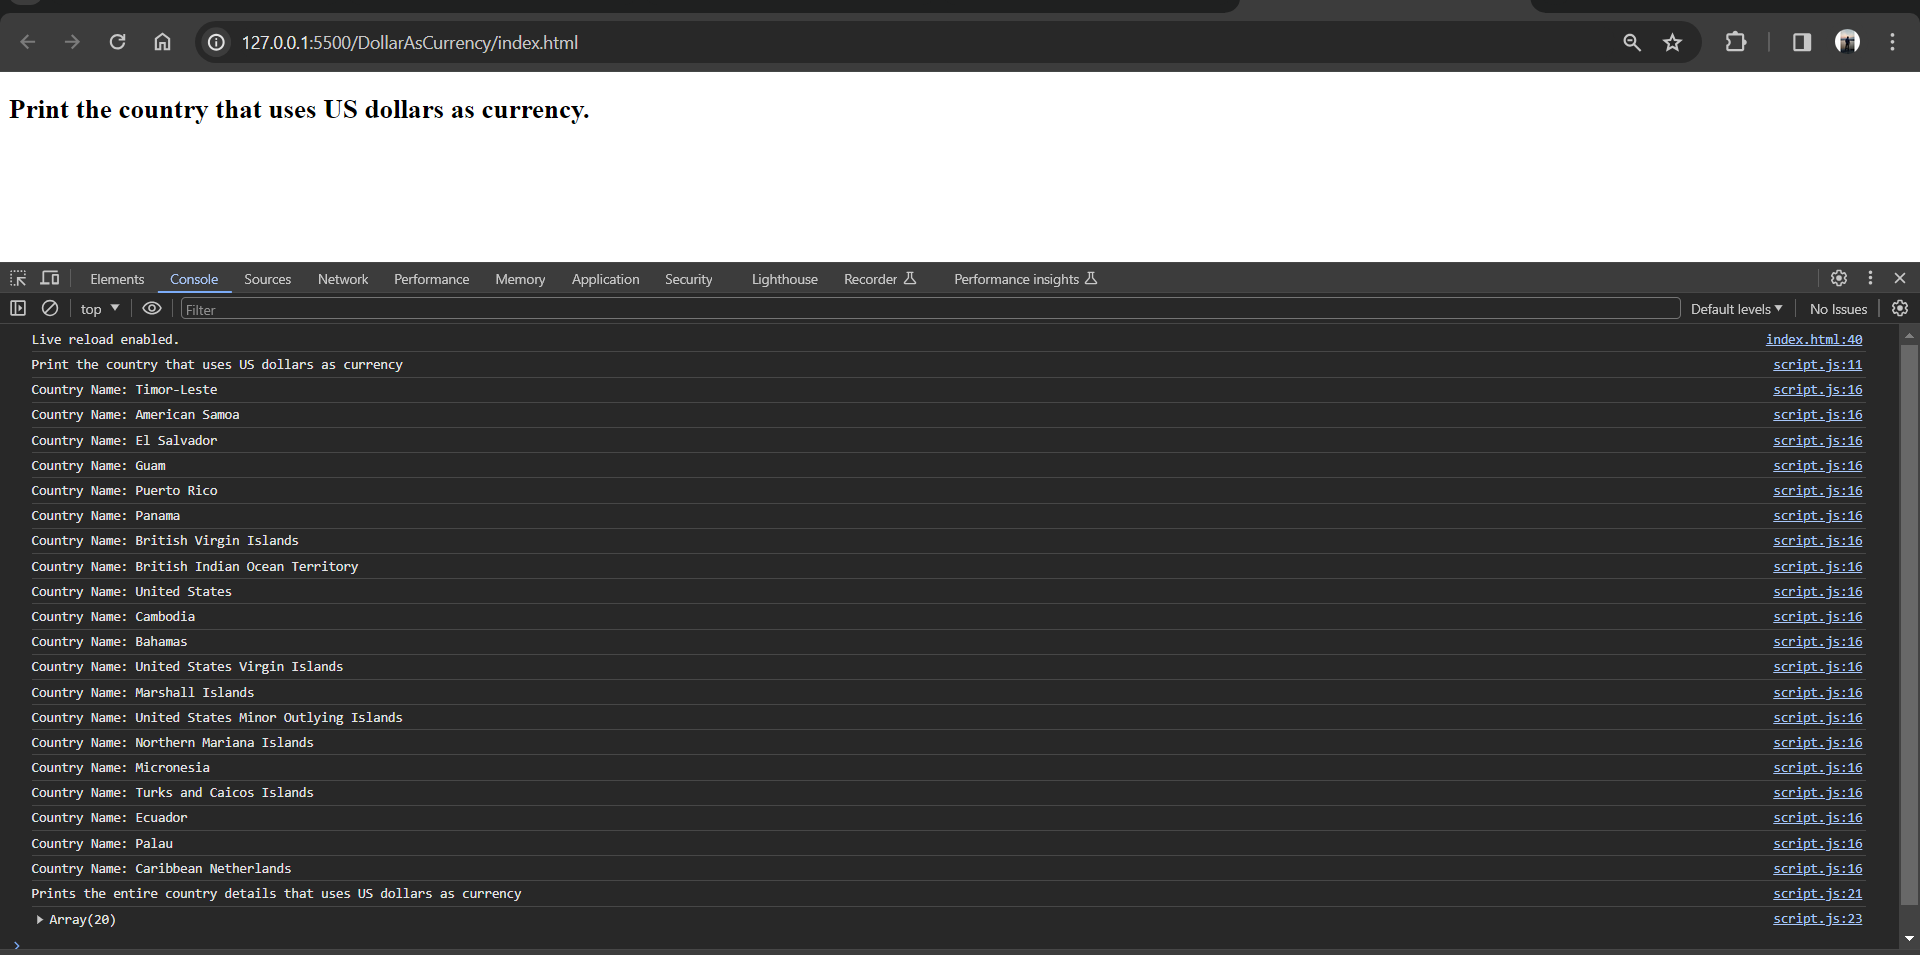 127.0.0.1:5500/DollarAsCurrency/index.html
Print the country that uses US dollars as currency.
Elements Console Sources Network Performance Memory Application Security Lighthouse Recorder Performance insights
top Filter Default levels No Issues
Live reload enabled. index.html:40
Print the country that uses US dollars as currency script.js:11
Country Name: Timor-Leste script.js:16
Country Name: American Samoa script.js:16
Country Name: El Salvador script.js:16
Country Name: Guam script.js:16
Country Name: Puerto Rico script.js:16
Country Name: Panama script.js:16
Country Name: British Virgin Islands script.js:16
Country Name: British Indian Ocean Territory script.js:16
Country Name: United States script.js:16
Country Name: Cambodia script.js:16
Country Name: Bahamas script.js:16
Country Name: United States Virgin Islands script.js:16
Country Name: Marshall Islands script.js:16
Country Name: United States Minor Outlying Islands script.js:16
Country Name: Northern Mariana Islands script.js:16
Country Name: Micronesia script.js:16
Country Name: Turks and Caicos Islands script.js:16
Country Name: Ecuador script.js:16
Country Name: Palau script.js:16
Country Name: Caribbean Netherlands script.js:16
Prints the entire country details that uses US dollars as currency script.js:21
Array(20) script.js:23